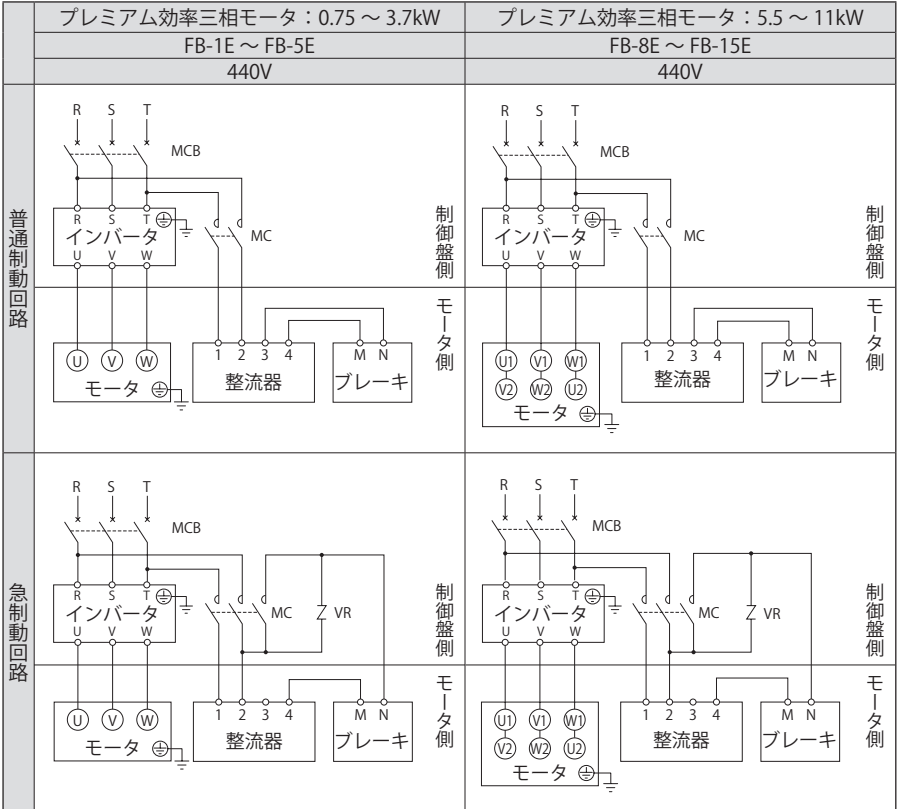 プレミアム効率三相モータ：0.75 ～ 3.7kW
プレミアム効率三相モータ：5.5 ～ 11kW
FB-1E ～ FB-5E
FB-8E ～ FB-15E
440V
440V
普通制動回路
R S T
MCB
R S T
インバータ
U V W
MC
制御盤側
U V W
モータ
1 2 3 4
整流器
M N
ブレーキ
モータ側
R S T
MCB
R S T
インバータ
U V W
MC
制御盤側
U1 V1 W1
V2 W2 U2
モータ
1 2 3 4
整流器
M N
ブレーキ
モータ側
急制動回路
R S T
MCB
R S T
インバータ
U V W
MC
VR
制御盤側
U V W
モータ
1 2 3 4
整流器
M N
ブレーキ
モータ側
R S T
MCB
R S T
インバータ
U V W
MC
VR
制御盤側
U1 V1 W1
V2 W2 U2
モータ
1 2 3 4
整流器
M N
ブレーキ
モータ側